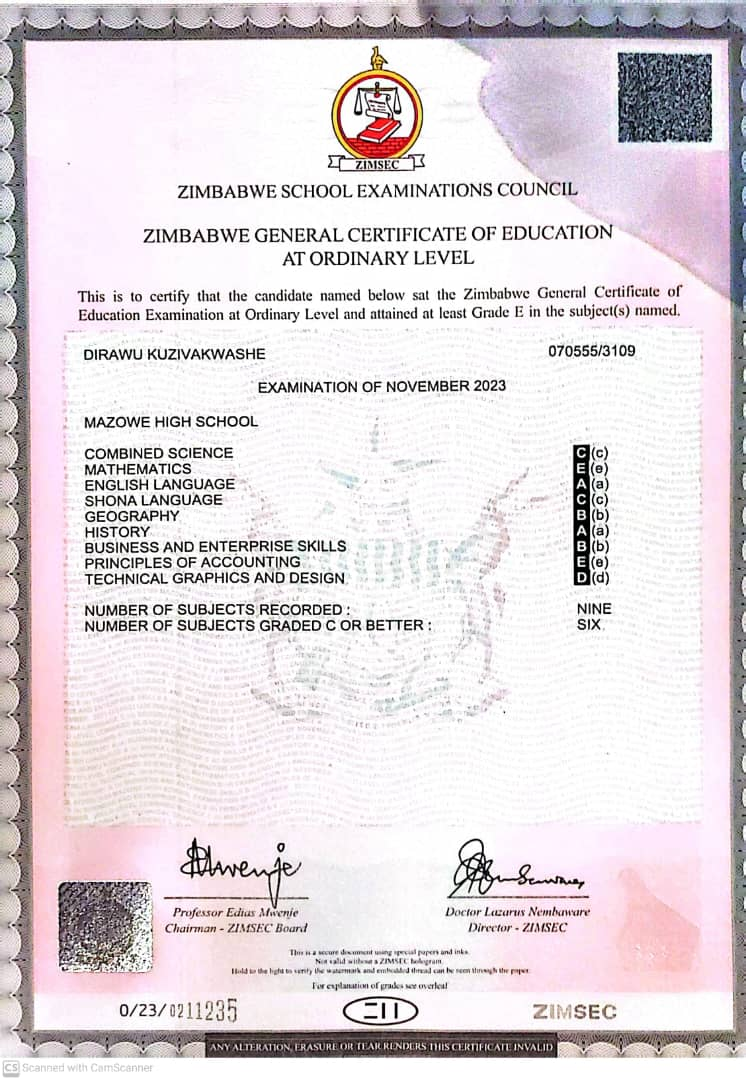 ZIMSEC
ZIMBABWE SCHOOL EXAMINATIONS COUNCIL
ZIMBABWE GENERAL CERTIFICATE OF EDUCATION
AT ORDINARY LEVEL
This is to certify that the candidate named below sat the Zimbabwe General Certificate of
Education Examination at Ordinary Level and attained at least Grade E in the subject(s) named.
DIRAWU KUZIVAKWASHE 070555/3109
EXAMINATION OF NOVEMBER 2023
MAZOWE HIGH SCHOOL
COMBINED SCIENCE C (c)
MATHEMATICS E (e)
ENGLISH LANGUAGE A (a)
SHONA LANGUAGE C (c)
GEOGRAPHY B (b)
HISTORY A (a)
BUSINESS AND ENTERPRISE SKILLS B (b)
PRINCIPLES OF ACCOUNTING E (e)
TECHNICAL GRAPHICS AND DESIGN D (d)
NUMBER OF SUBJECTS RECORDED : NINE
NUMBER OF SUBJECTS GRADED C OR BETTER : SIX
Professor Edias Mwenje Doctor Lazarus Nembaware
Chairman - ZIMSEC Board Director - ZIMSEC
This is a secure document using special papers and inks.
Not valid without a ZIMSEC hologram.
Hold to the light to verify the watermark and embedded thread can be seen through the paper.
For explanation of grades see overleaf
0/23/0211235 ZIMSEC
ANY ALTERATION, ERASURE OR TEAR RENDERS THIS CERTIFICATE INVALID
CS Scanned with CamScanner